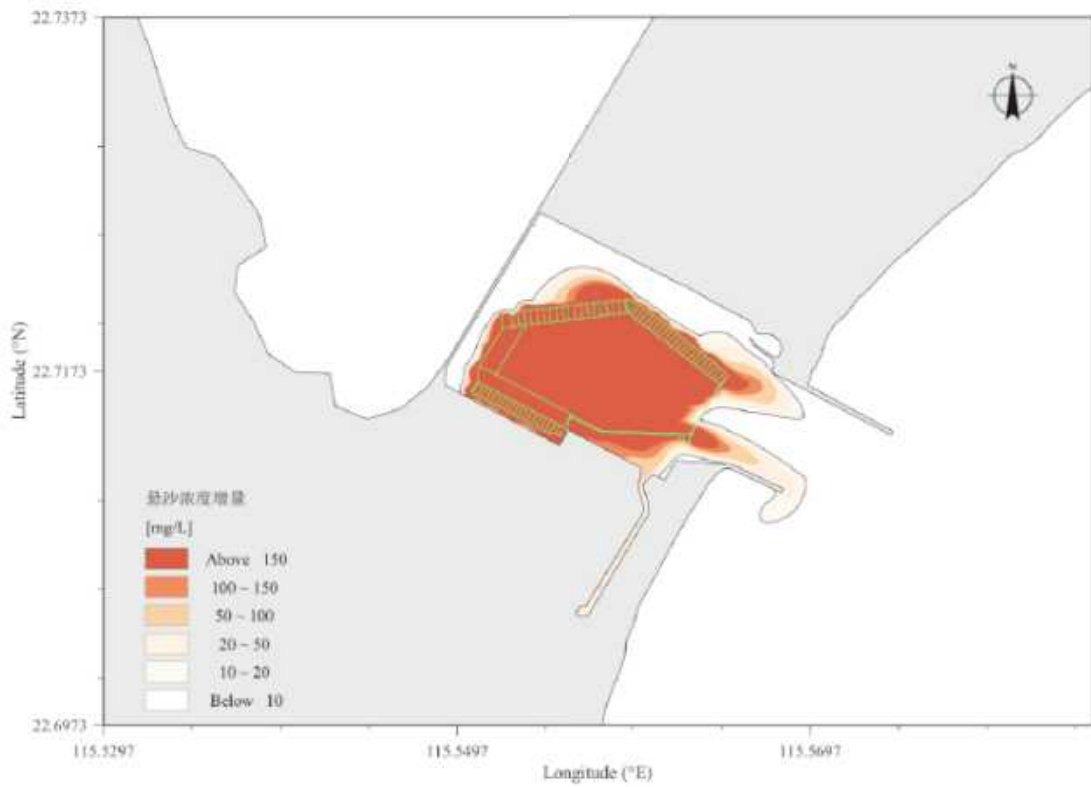 22.7373
N
Latitude (°N)
22.7173
悬沙浓度增量
[mg/L]
Above 150
100 ~ 150
50 ~ 100
20 ~ 50
10 ~ 20
Below 10
22.6973
115.5297
115.5497
115.5697
Longitude (°E)